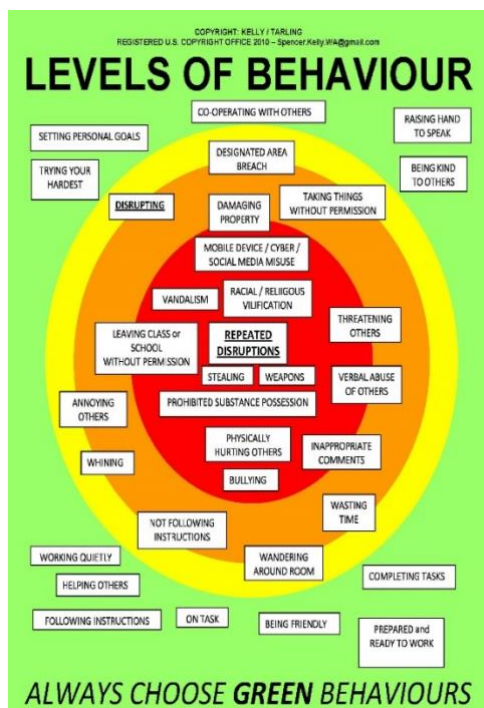 COPYRIGHT: KELLY / TARLING
REGISTERED U.S. COPYRIGHT OFFICE 2010 – Spencer.Kelly.WA@gmail.com
LEVELS OF BEHAVIOUR
CO-OPERATING WITH OTHERS
RAISING HAND
TO SPEAK
SETTING PERSONAL GOALS
DESIGNATED AREA
BREACH
TRYING YOUR
HARDEST
BEING KIND
TO OTHERS
DISRUPTING
DAMAGING
PROPERTY
TAKING THINGS
WITHOUT PERMISSION
MOBILE DEVICE / CYBER /
SOCIAL MEDIA MISUSE
VANDALISM
RACIAL / RELIIGOUS
VILIFICATION
THREATENING
OTHERS
LEAVING CLASS or
SCHOOL
WITHOUT PERMISSION
REPEATED
DISRUPTIONS
STEALING
WEAPONS
VERBAL ABUSE
OF OTHERS
PROHIBITED SUBSTANCE POSSESSION
ANNOYING
OTHERS
PHYSICALLY
HURTING OTHERS
INAPPROPRIATE
COMMENTS
WHINING
BULLYING
WASTING
TIME
NOT FOLLOWING
INSTRUCTIONS
WORKING QUIETLY
WANDERING
AROUND ROOM
COMPLETING TASKS
HELPING OTHERS
FOLLOWING INSTRUCTIONS
ON TASK
BEING FRIENDLY
PREPARED and
READY TO WORK
ALWAYS CHOOSE GREEN BEHAVIOURS